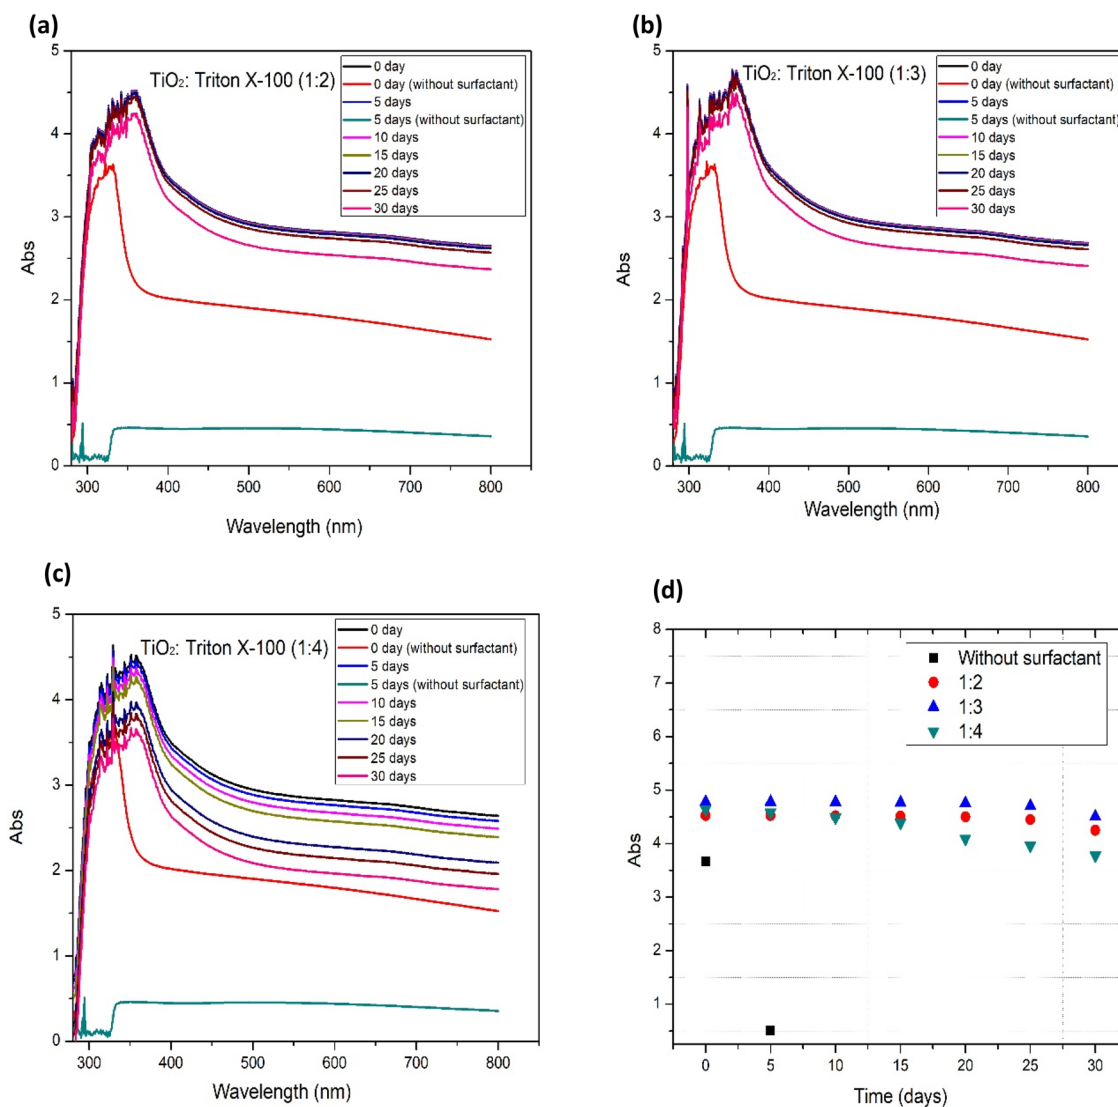 (a)
5
4
3
2
1
0
Abs
TiO₂: Triton X-100 (1:2)
0 day
0 day (without surfactant)
5 days
5 days (without surfactant)
10 days
15 days
20 days
25 days
30 days
300 400 500 600 700 800
Wavelength (nm)
(b)
5
4
3
2
1
0
Abs
TiO₂: Triton X-100 (1:3)
0 day
0 day (without surfactant)
5 days
5 days (without surfactant)
10 days
15 days
20 days
25 days
30 days
300 400 500 600 700 800
Wavelength (nm)
(c)
5
4
3
2
1
0
Abs
TiO₂: Triton X-100 (1:4)
0 day
0 day (without surfactant)
5 days
5 days (without surfactant)
10 days
15 days
20 days
25 days
30 days
300 400 500 600 700 800
Wavelength (nm)
(d)
8
7
6
5
4
3
2
1
Abs
Without surfactant
1:2
1:3
1:4
0 5 10 15 20 25 30
Time (days)